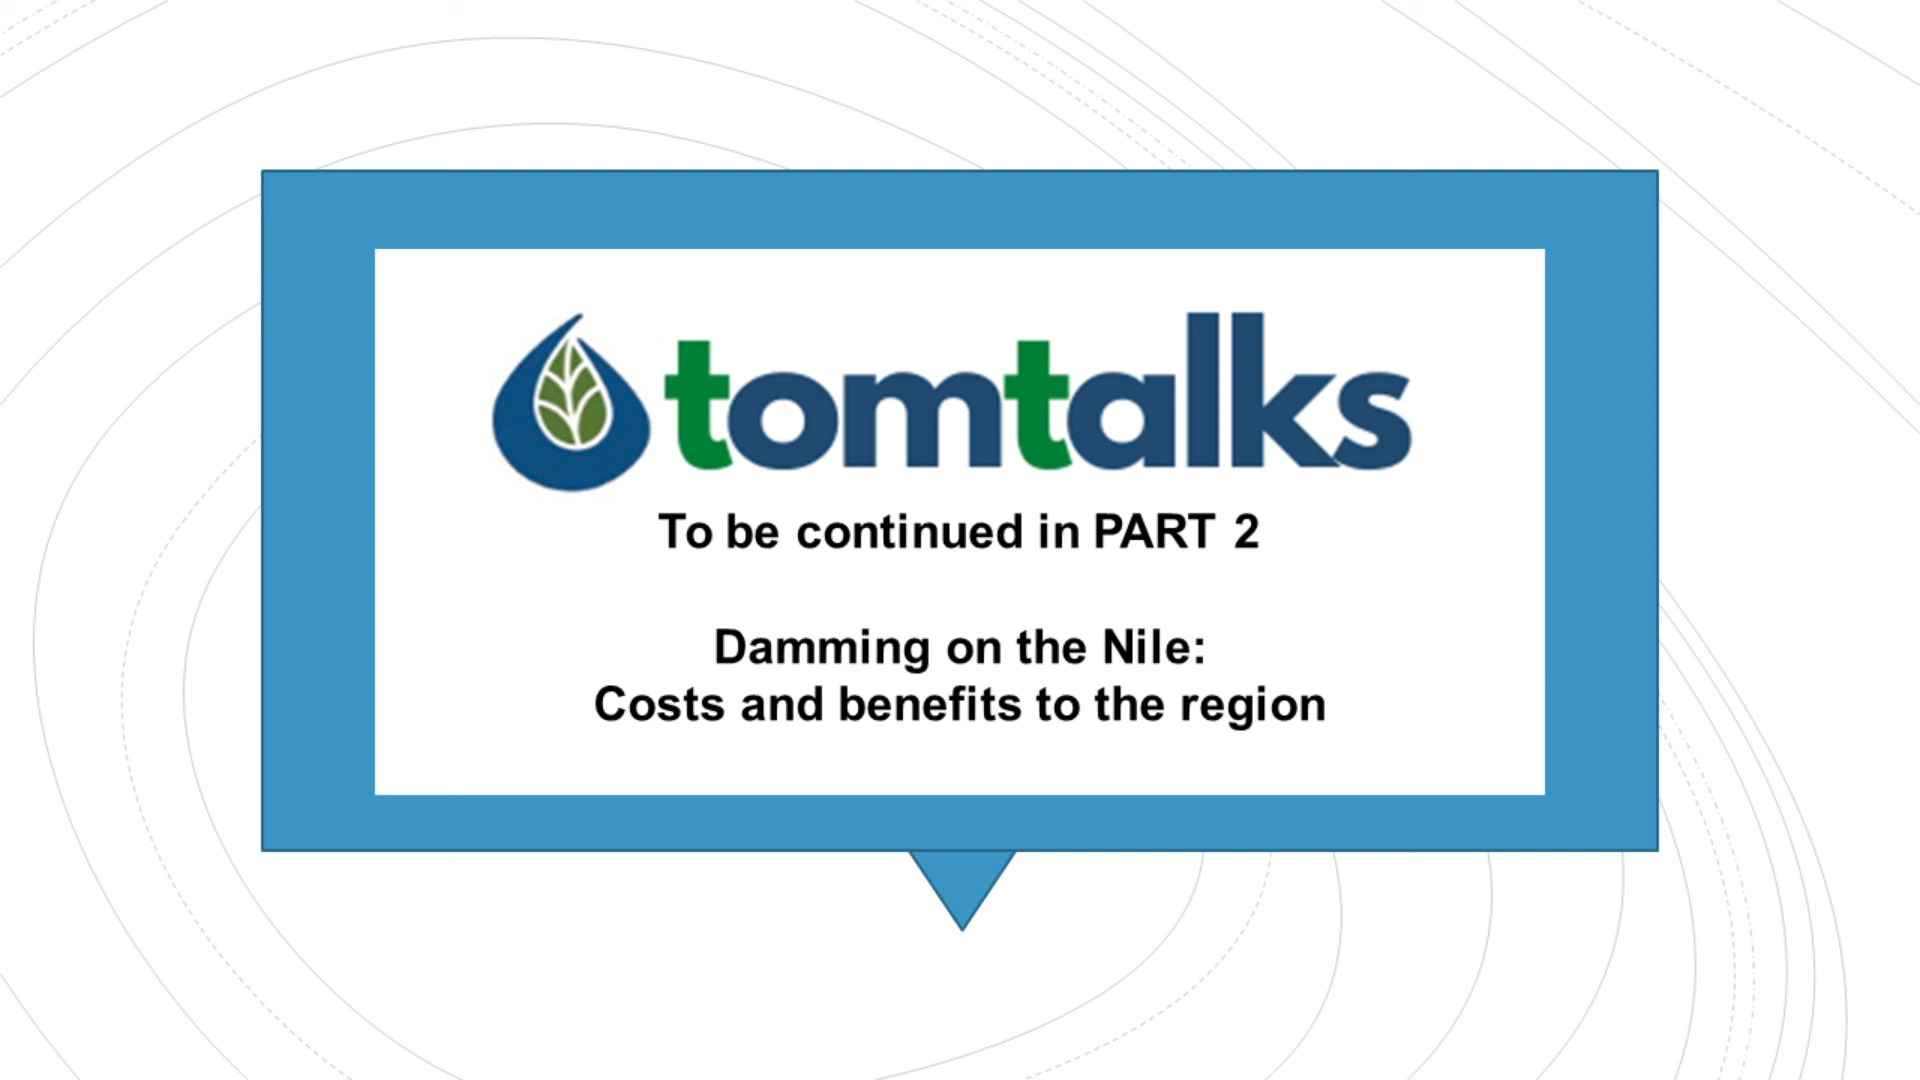 tomtalks
To be continued in PART 2
Damming on the Nile:
Costs and benefits to the region